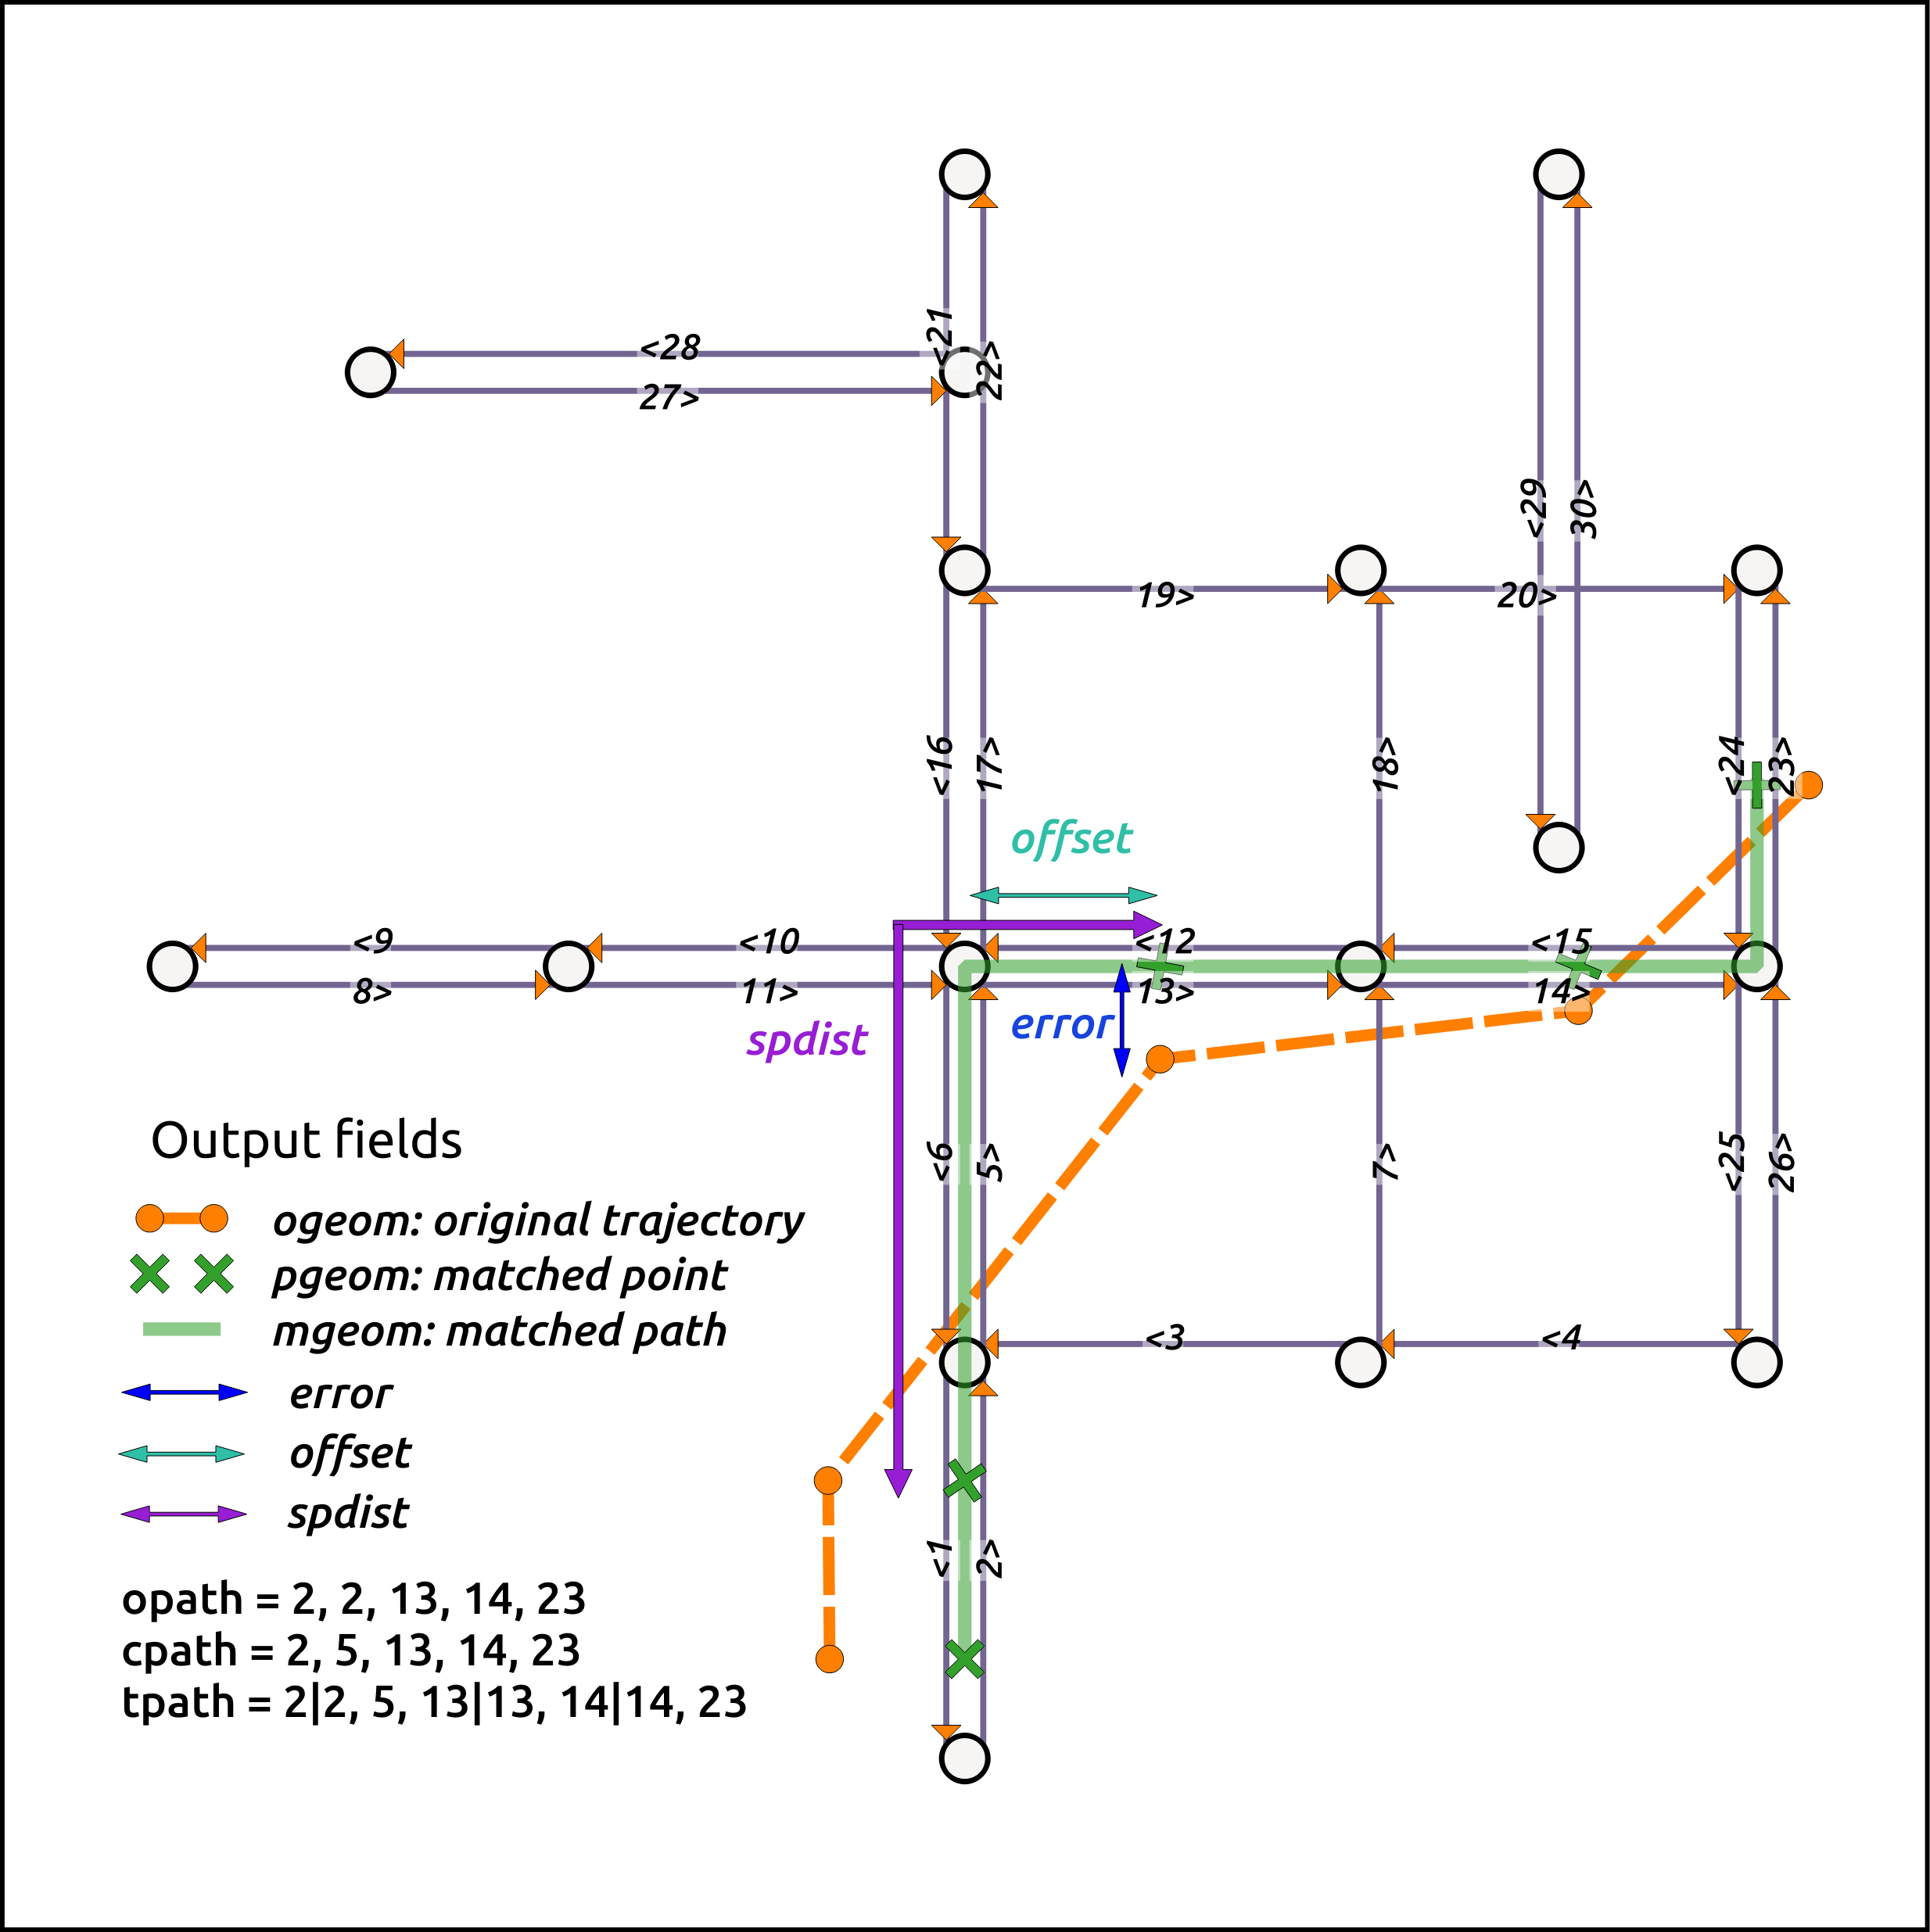 <21
22>
<28
27>
<29
30>
19>
20>
<16
17>
18>
<24
23>
offset
<9
<10
<12
<15
8>
11>
13>
14>
error
spdist
<6
5>
7>
<25
26>
Output fields
ogeom: original trajectory
pgeom: matched point
mgeom: matched path
<3
<4
error
offset
spdist
<1
2>
opath = 2, 2, 13, 14, 23
cpath = 2, 5, 13, 14, 23
tpath = 2|2, 5, 13|13, 14|14, 23